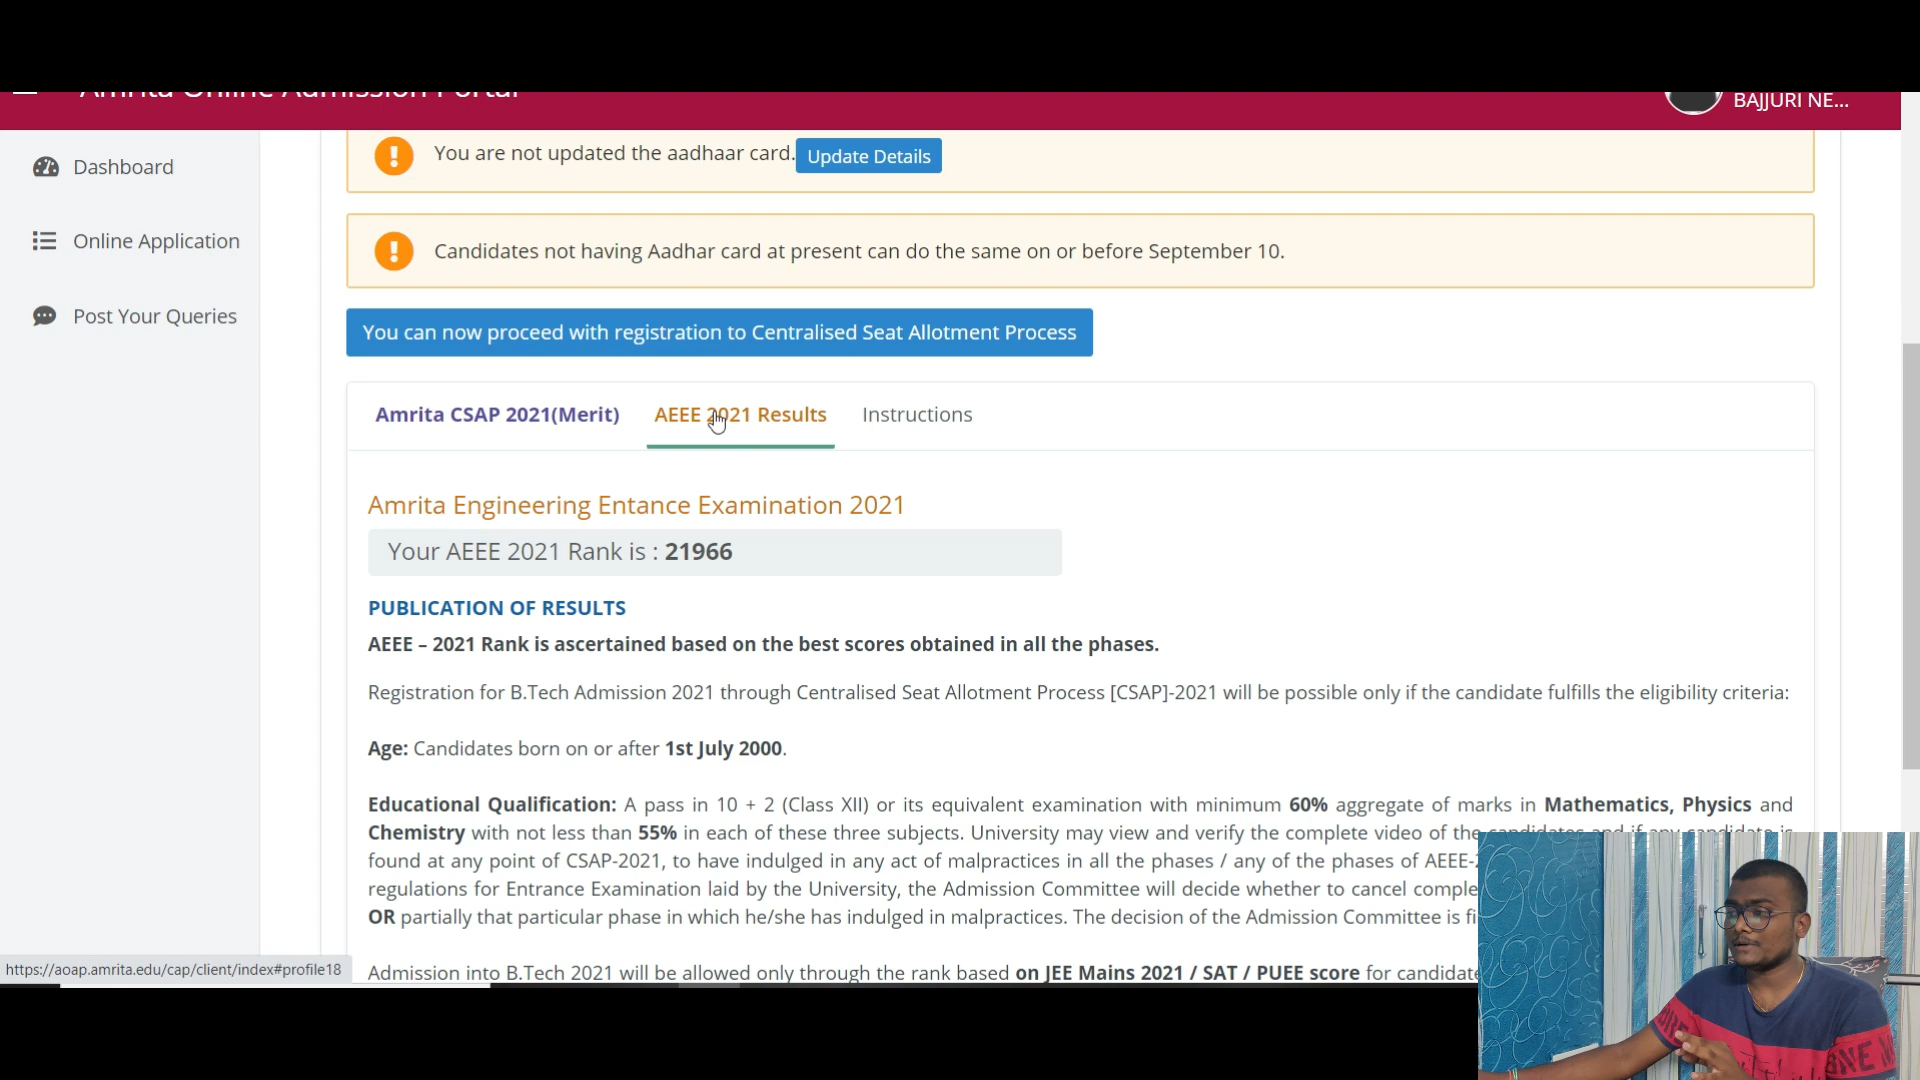 Amrita Online Admission Portal
BAJJURI NE...
Dashboard
Online Application
Post Your Queries
You are not updated the aadhaar card. Update Details
Candidates not having Aadhar card at present can do the same on or before September 10.
You can now proceed with registration to Centralised Seat Allotment Process
Amrita CSAP 2021(Merit) AEEE 2021 Results Instructions
Amrita Engineering Entance Examination 2021
Your AEEE 2021 Rank is : 21966
PUBLICATION OF RESULTS
AEEE – 2021 Rank is ascertained based on the best scores obtained in all the phases.
Registration for B.Tech Admission 2021 through Centralised Seat Allotment Process [CSAP]-2021 will be possible only if the candidate fulfills the eligibility criteria:
Age: Candidates born on or after 1st July 2000.
Educational Qualification: A pass in 10 + 2 (Class XII) or its equivalent examination with minimum 60% aggregate of marks in Mathematics, Physics and
Chemistry with not less than 55% in each of these three subjects. University may view and verify the complete video of the candidates and if any candidate is
found at any point of CSAP-2021, to have indulged in any act of malpractices in all the phases / any of the phases of AEEE-
regulations for Entrance Examination laid by the University, the Admission Committee will decide whether to cancel comple
OR partially that particular phase in which he/she has indulged in malpractices. The decision of the Admission Committee is fi
Admission into B.Tech 2021 will be allowed only through the rank based on JEE Mains 2021 / SAT / PUEE score for candidate
https://aoap.amrita.edu/cap/client/index#profile18